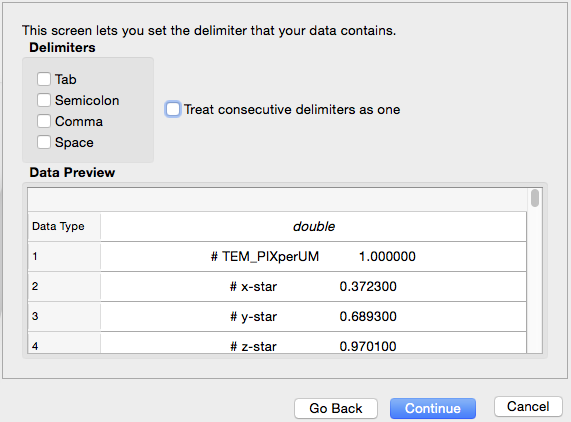 This screen lets you set the delimiter that your data contains.
Delimiters
Tab
Semicolon
Comma
Space
Treat consecutive delimiters as one
Data Preview
Data Type double
1 # TEM_PIXperUM 1.000000
2 # x-star 0.372300
3 # y-star 0.689300
4 # z-star 0.970100
Go Back Continue Cancel